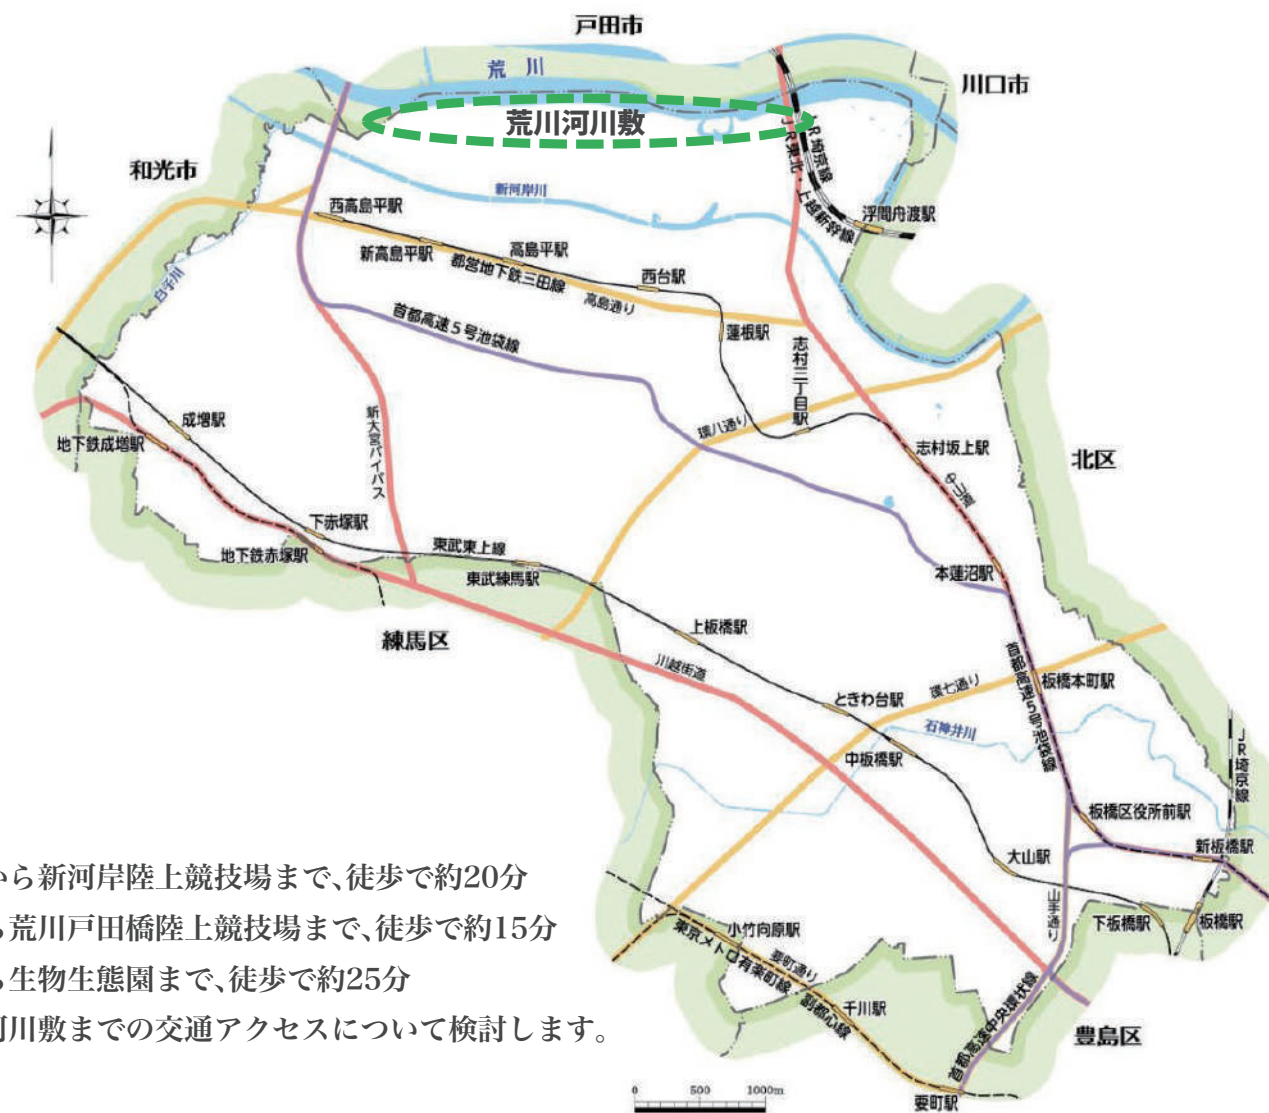 戸田市
荒川
川口市
荒川河川敷
JR埼京線
JR東北・上越新幹線
和光市
新河岸川
西高島平駅
浮間舟渡駅
新高島平駅
高島平駅
都営地下鉄三田線
西台駅
高島通り
白子川
首都高速5号池袋線
蓮根駅
志村三丁目駅
新大宮バイパス
成増駅
地下鉄成増駅
環八通り
志村坂上駅
北区
中山道
下赤塚駅
地下鉄赤塚駅
東武東上線
東武練馬駅
本蓮沼駅
練馬区
上板橋駅
川越街道
首都高速5号池袋線
板橋本町駅
環七通り
ときわ台駅
石神井川
中板橋駅
JR埼京線
板橋区役所前駅
新板橋駅
大山駅
から新河岸陸上競技場まで、徒歩で約20分
ら荒川戸田橋陸上競技場まで、徒歩で約15分
ら生物生態園まで、徒歩で約25分
河川敷までの交通アクセスについて検討します。
山手通り
下板橋駅
板橋駅
小竹向原駅
要町通り
東京メトロ有楽町線
副都心線
千川駅
首都高速中央環状線
豊島区
要町駅
0 500 1000m